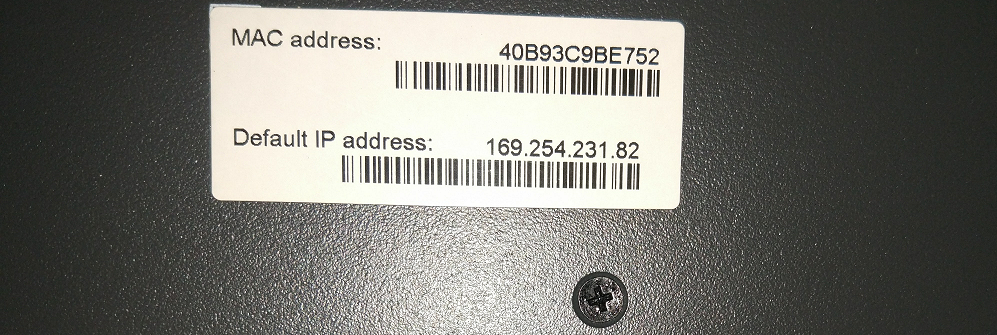 MAC address:
40B93C9BE752
Default IP address:
169.254.231.82